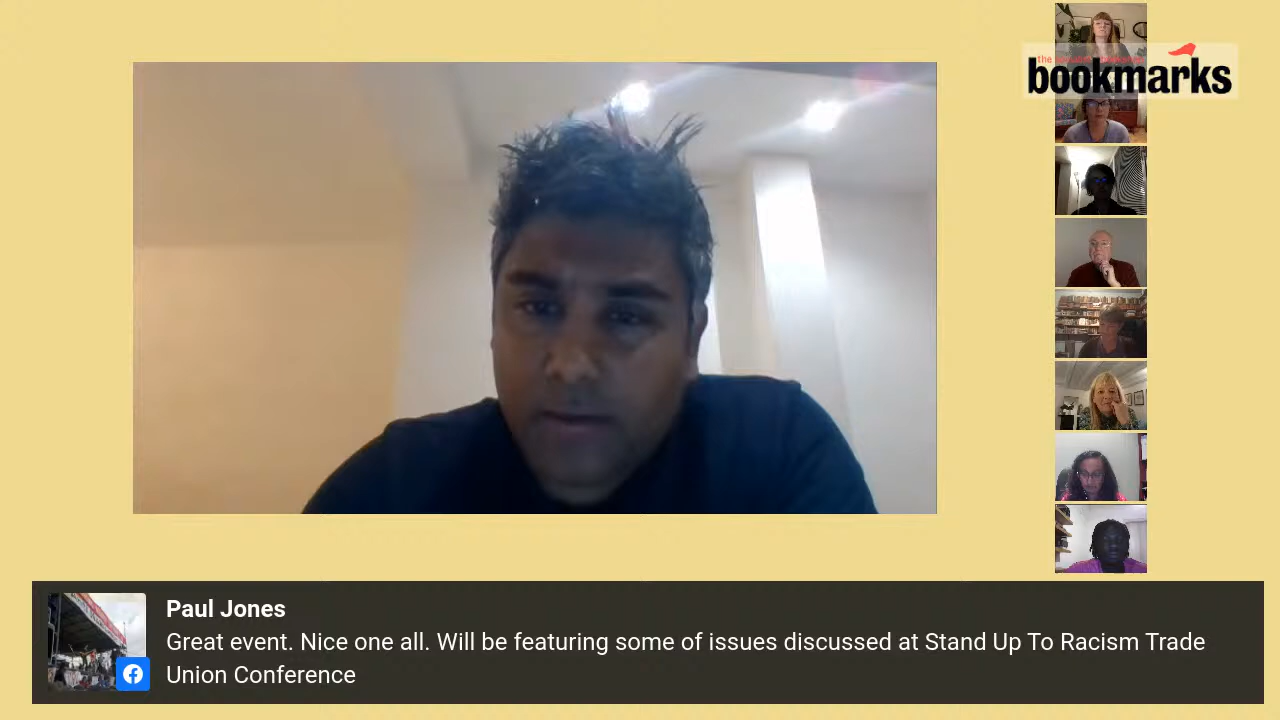 bookmarks
Paul Jones
Great event. Nice one all. Will be featuring some of issues discussed at Stand Up To Racism Trade
Union Conference